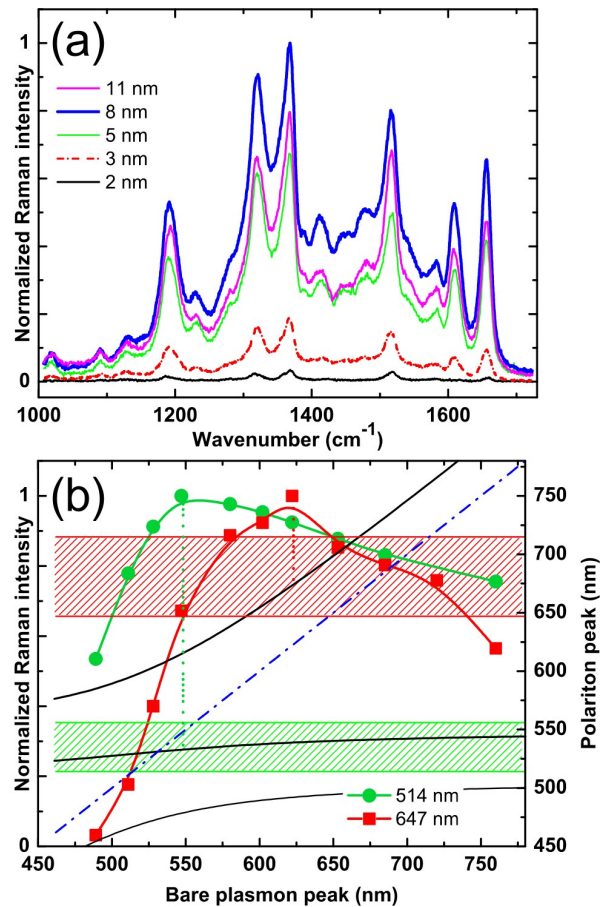 (a)
Normalized Raman intensity
1
0
11 nm
8 nm
5 nm
3 nm
2 nm
1000 1200 1400 1600
Wavenumber (cm⁻¹)
(b)
Normalized Raman intensity
1
0
750
700
650
600
550
500
450
Polariton peak (nm)
514 nm
647 nm
450 500 550 600 650 700 750
Bare plasmon peak (nm)